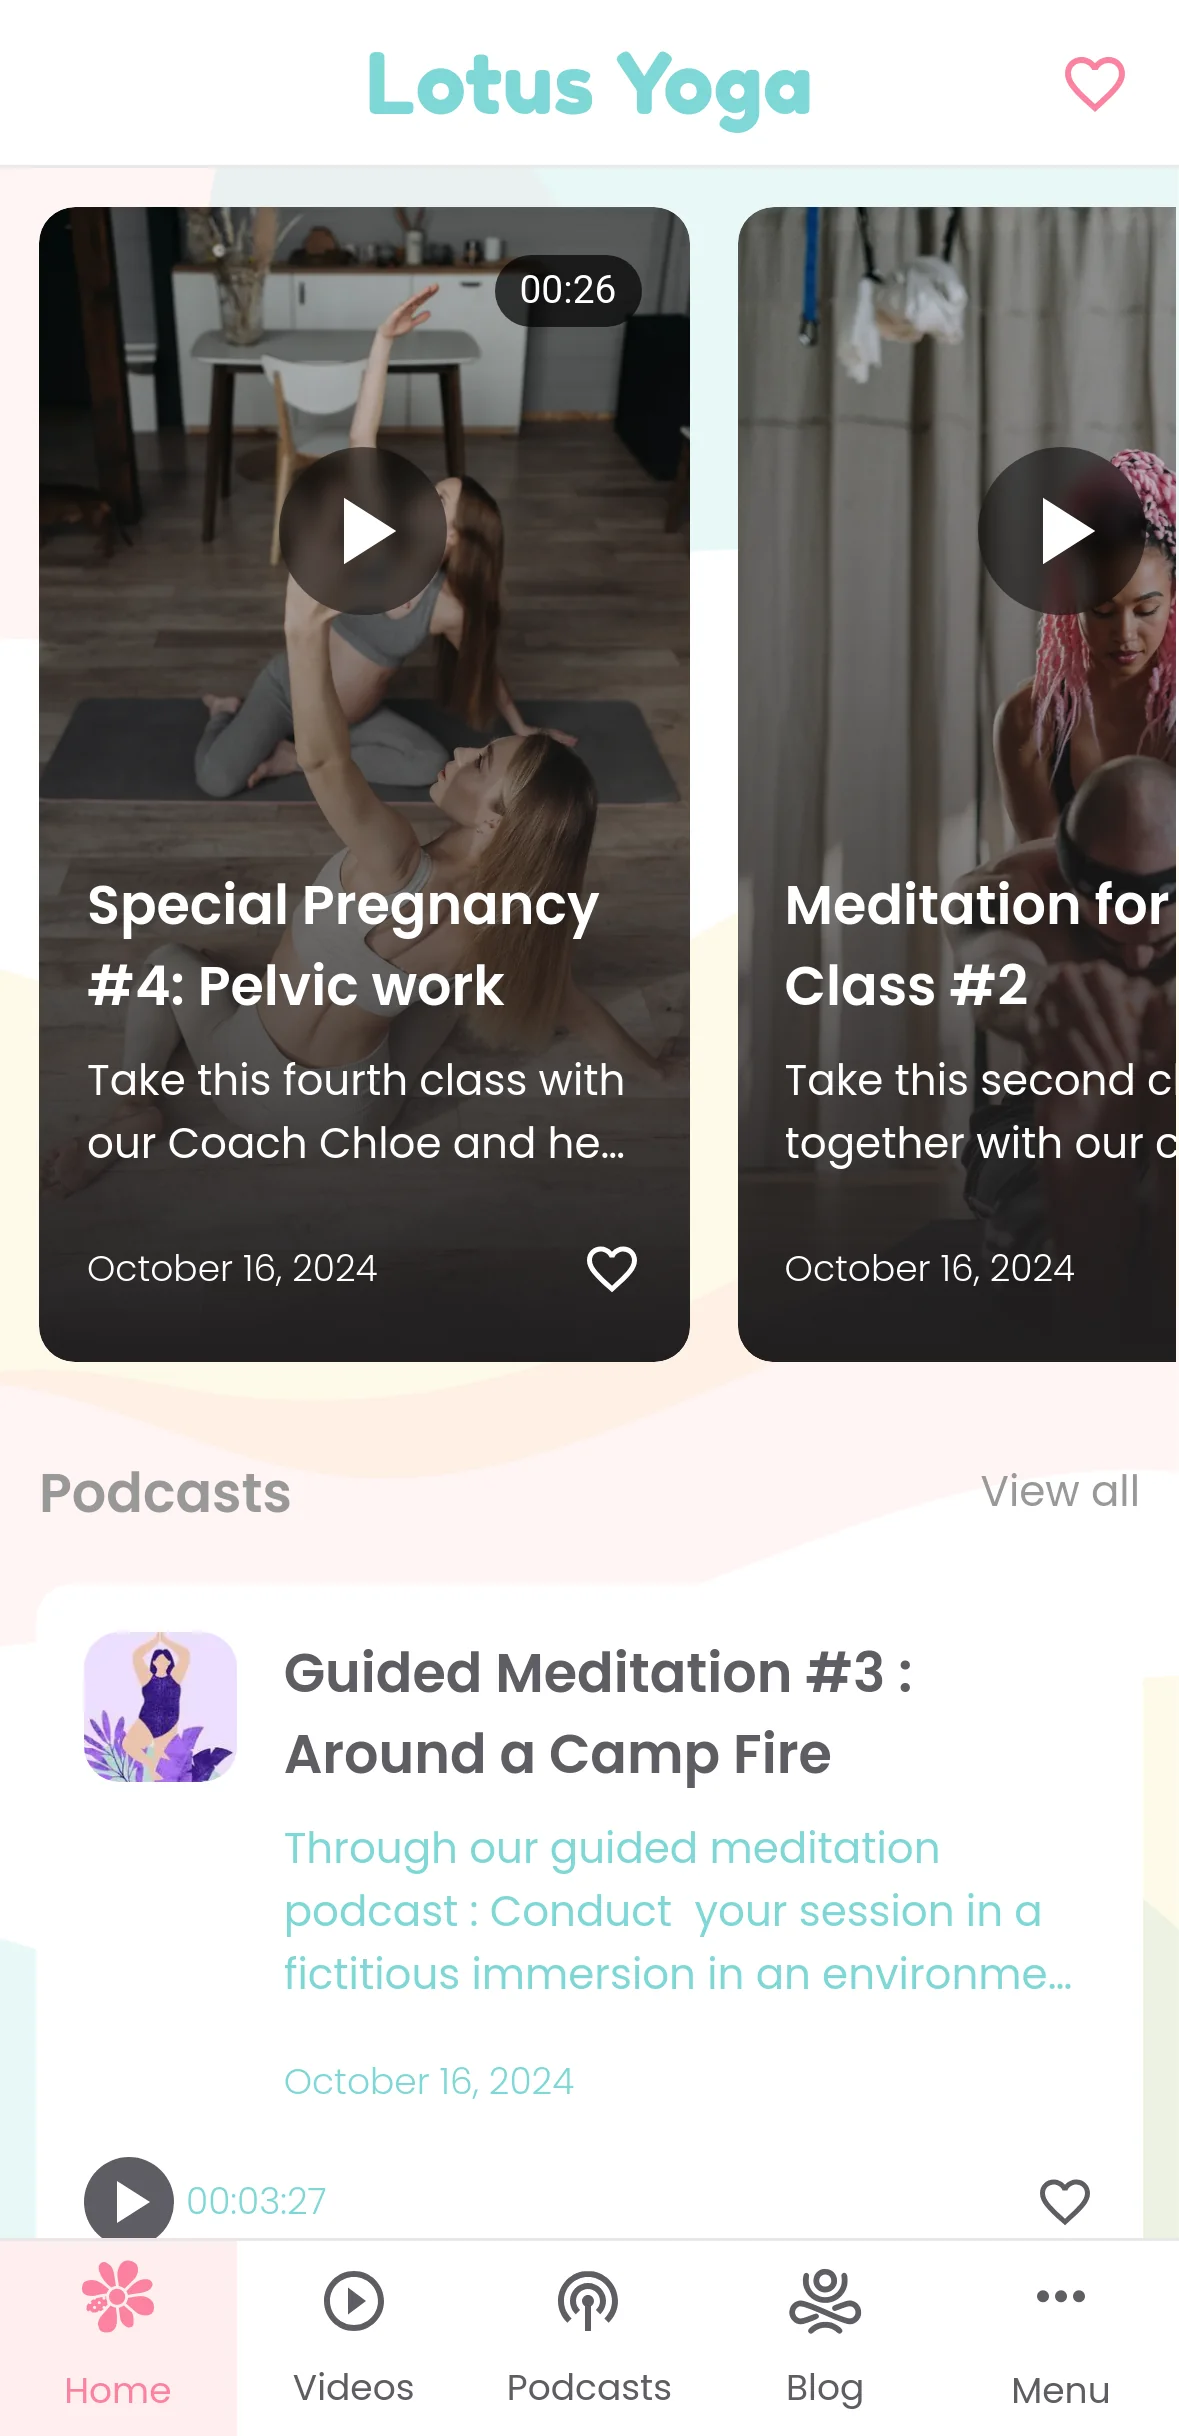 Lotus Yoga
00:26
Special Pregnancy
#4: Pelvic work
Take this fourth class with
our Coach Chloe and he...
October 16, 2024
Meditation for
Class #2
Take this second
together with our
October 16, 2024
Podcasts
View all
Guided Meditation #3 :
Around a Camp Fire
Through our guided meditation
podcast : Conduct  your session in a
fictitious immersion in an environme...
October 16, 2024
00:03:27
Home
Videos
Podcasts
Blog
Menu